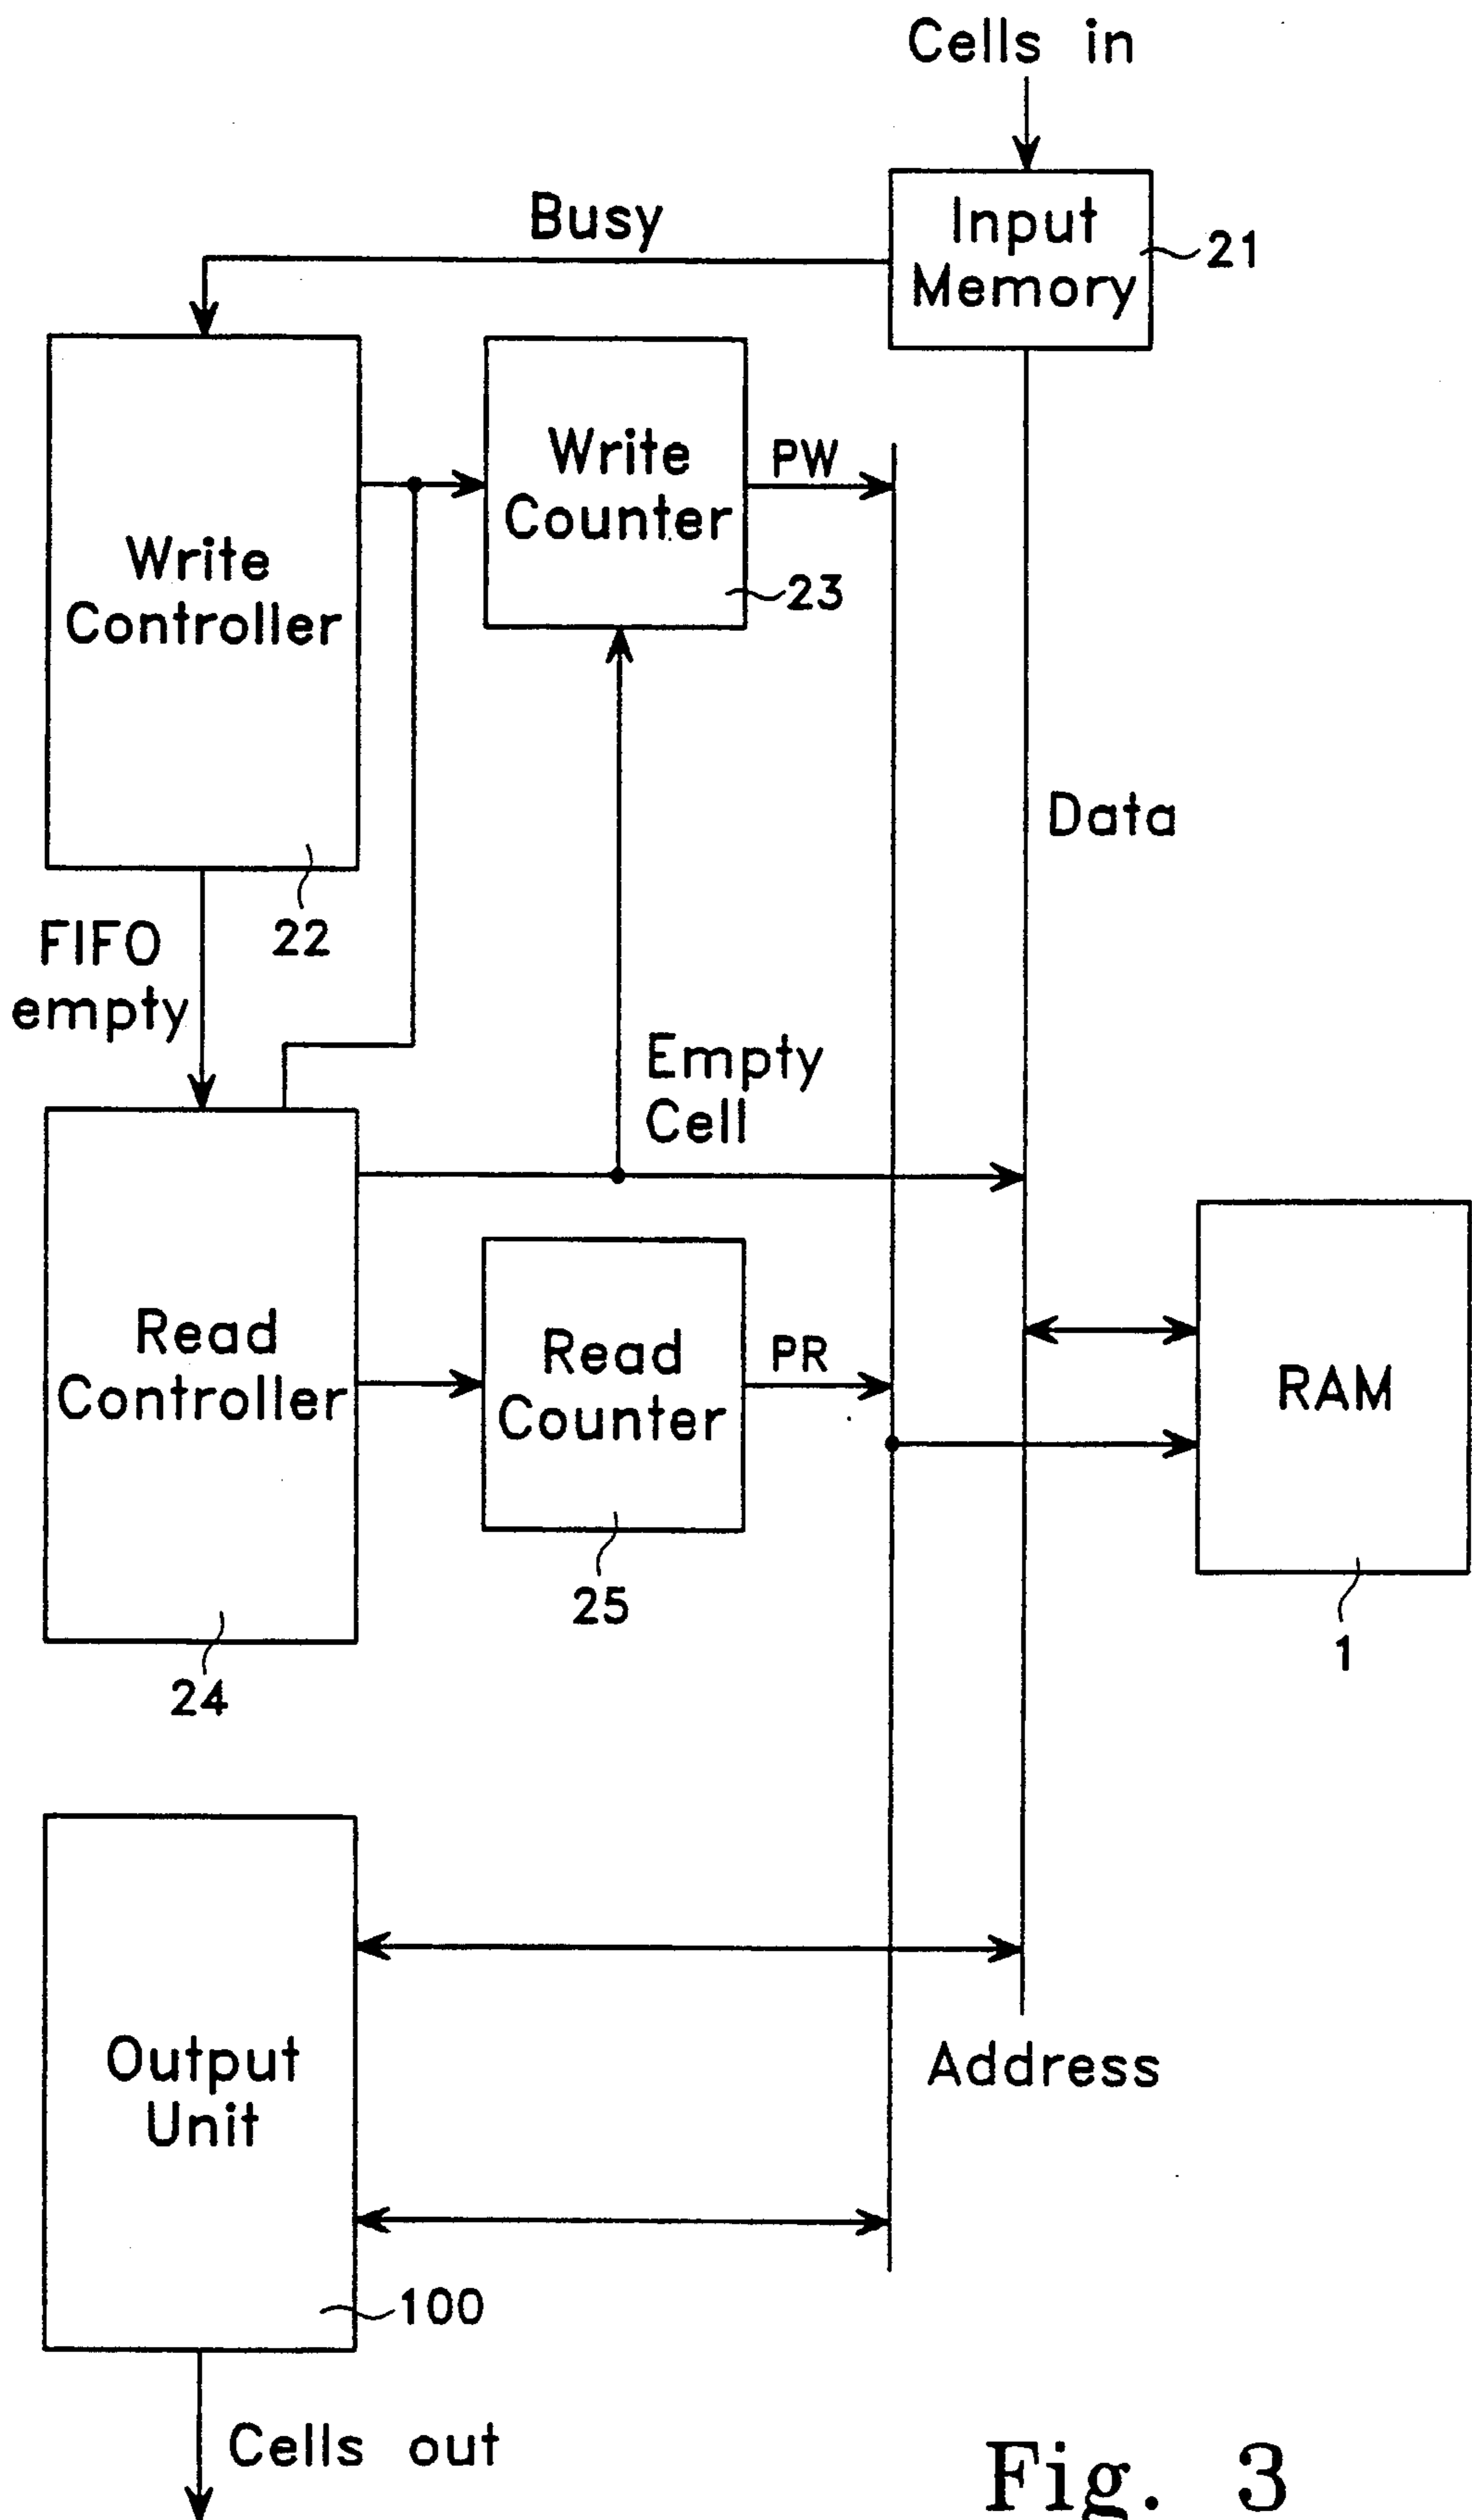 Cells in
Busy
Input
Memory
21
Write
Controller
22
Write
Counter
23
PW
Data
FIFO
empty
Empty
Cell
Read
Controller
24
Read
Counter
25
PR
RAM
1
Output
Unit
100
Address
Cells out
Fig. 3